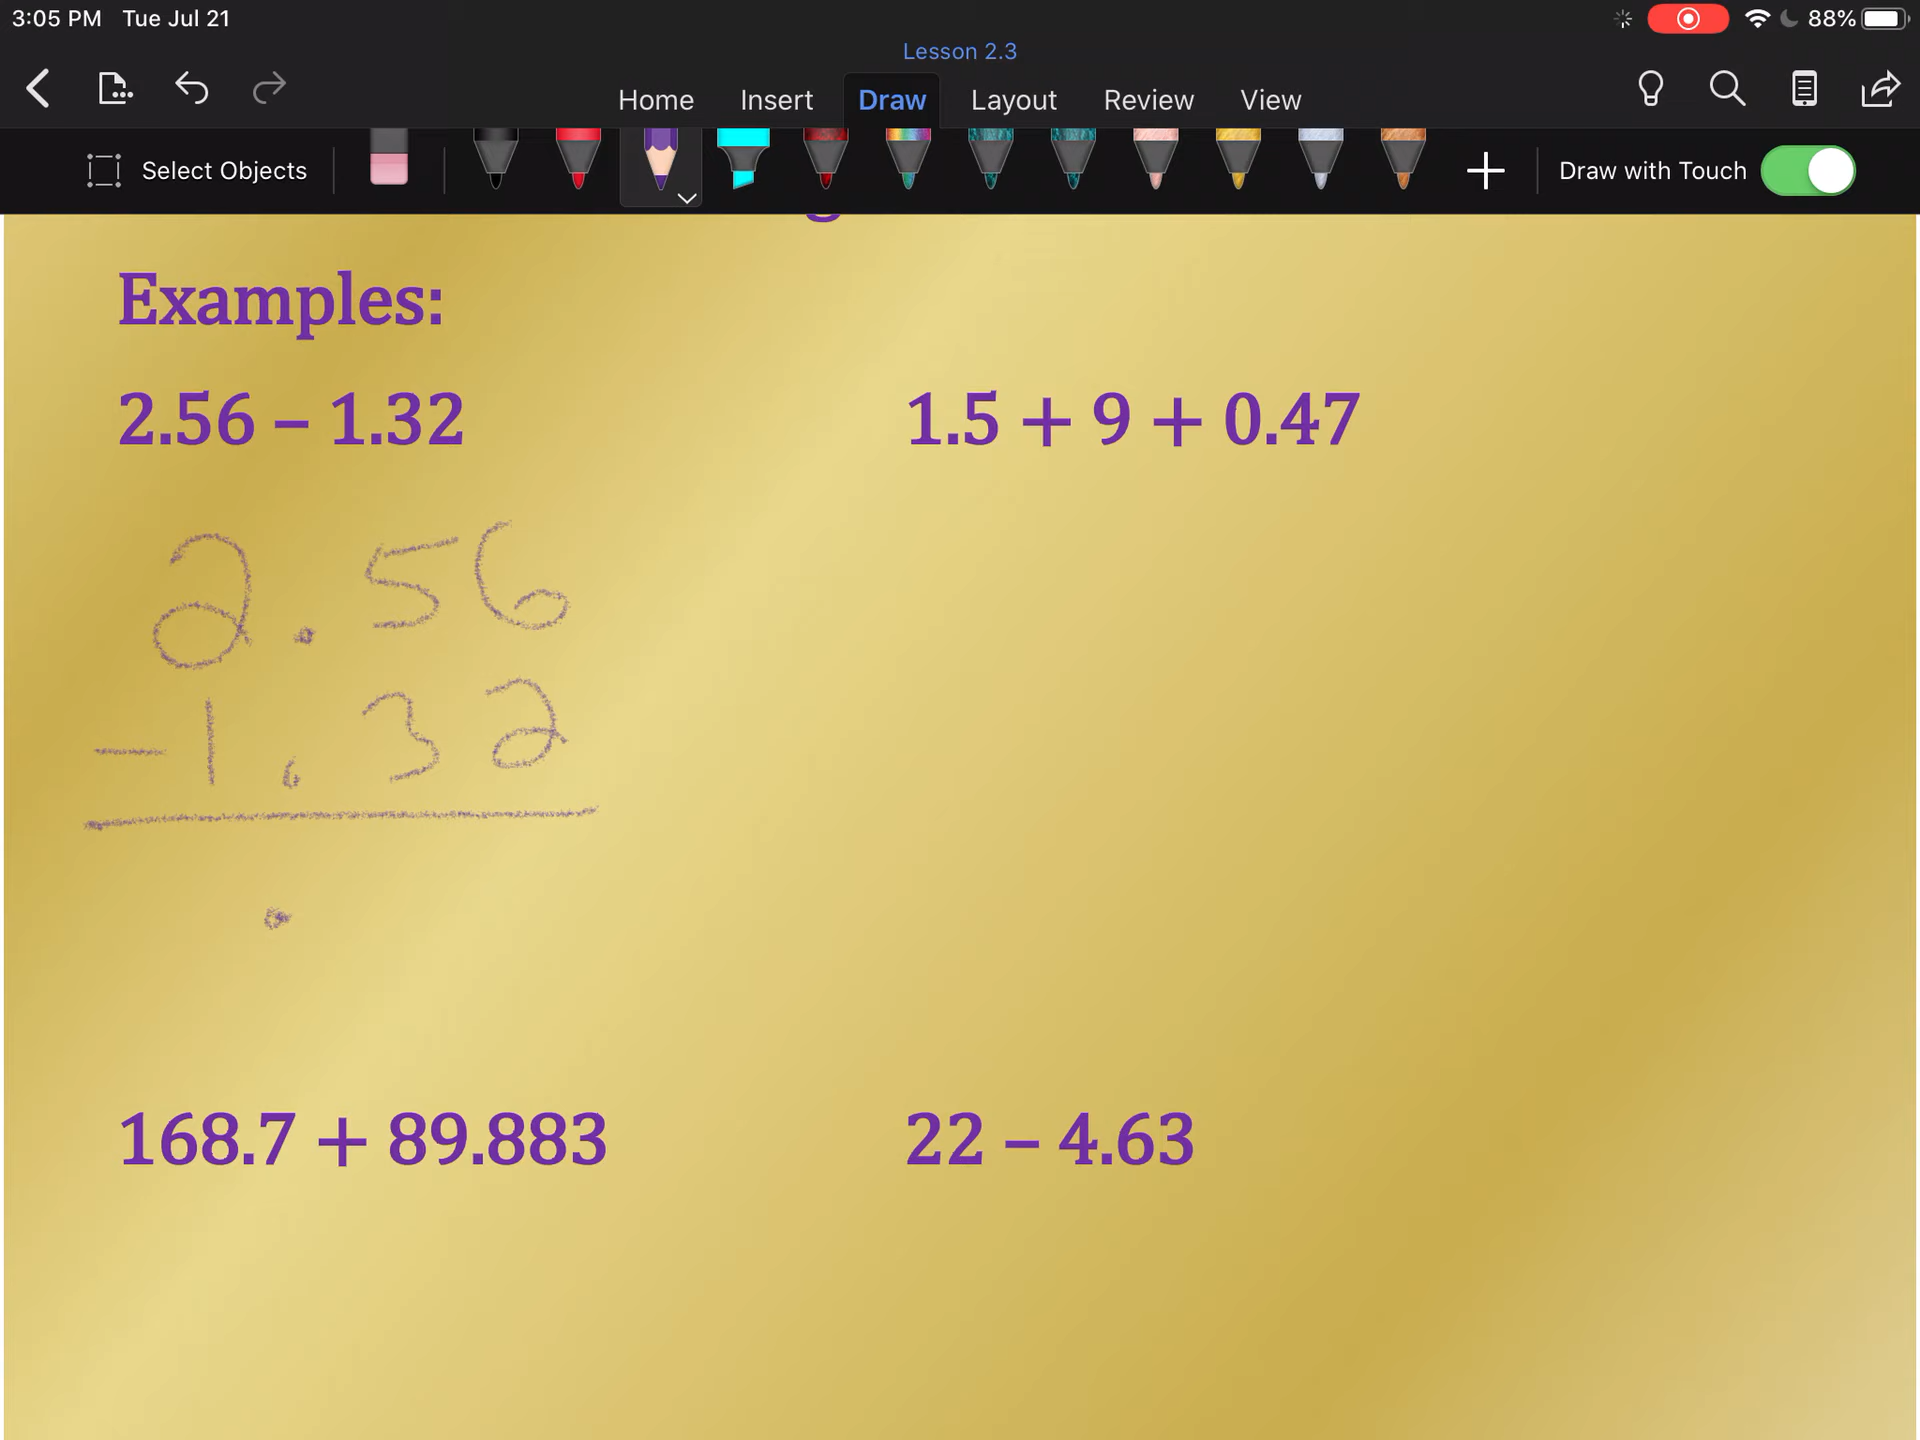 3:05 PM Tue Jul 21 88%
Lesson 2.3
Home Insert Draw Layout Review View
Select Objects Draw with Touch
Examples:
2.56 – 1.32 1.5 + 9 + 0.47
2.56
-1.32
.
168.7 + 89.883 22 – 4.63